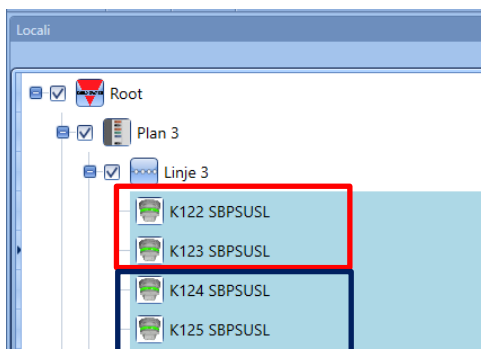 Locali
Root
Plan 3
Linje 3
K122 SBPSUSL
K123 SBPSUSL
K124 SBPSUSL
K125 SBPSUSL